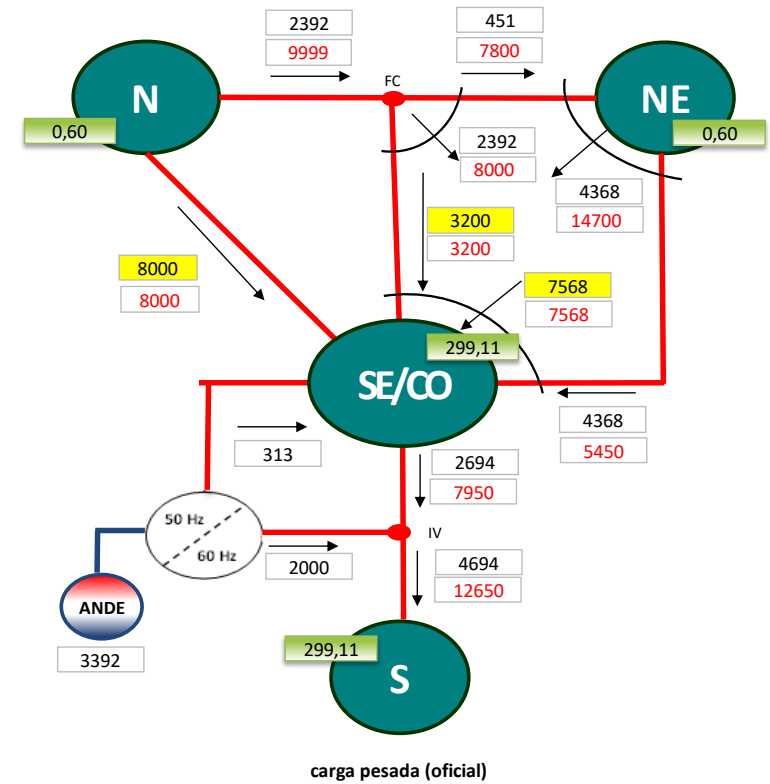 2392
9999
451
7800
FC
N
NE
0,60
0,60
2392
8000
4368
14700
3200
3200
8000
8000
7568
7568
299,11
SE/CO
4368
5450
313
2694
7950
50 Hz
60 Hz
IV
2000
4694
12650
ANDE
3392
299,11
S
carga pesada (oficial)